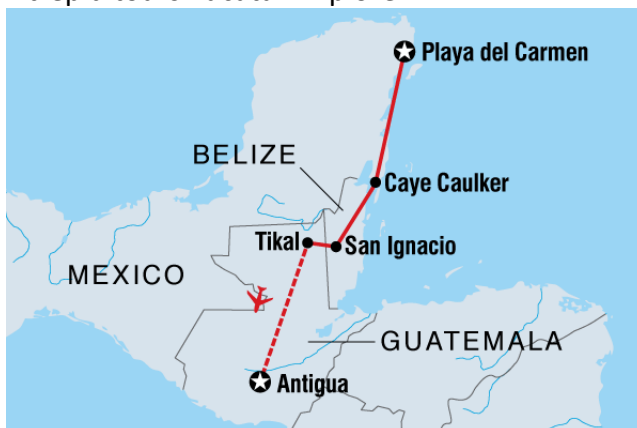 Playa del Carmen
BELIZE
Caye Caulker
Tikal
San Ignacio
MEXICO
GUATEMALA
Antigua